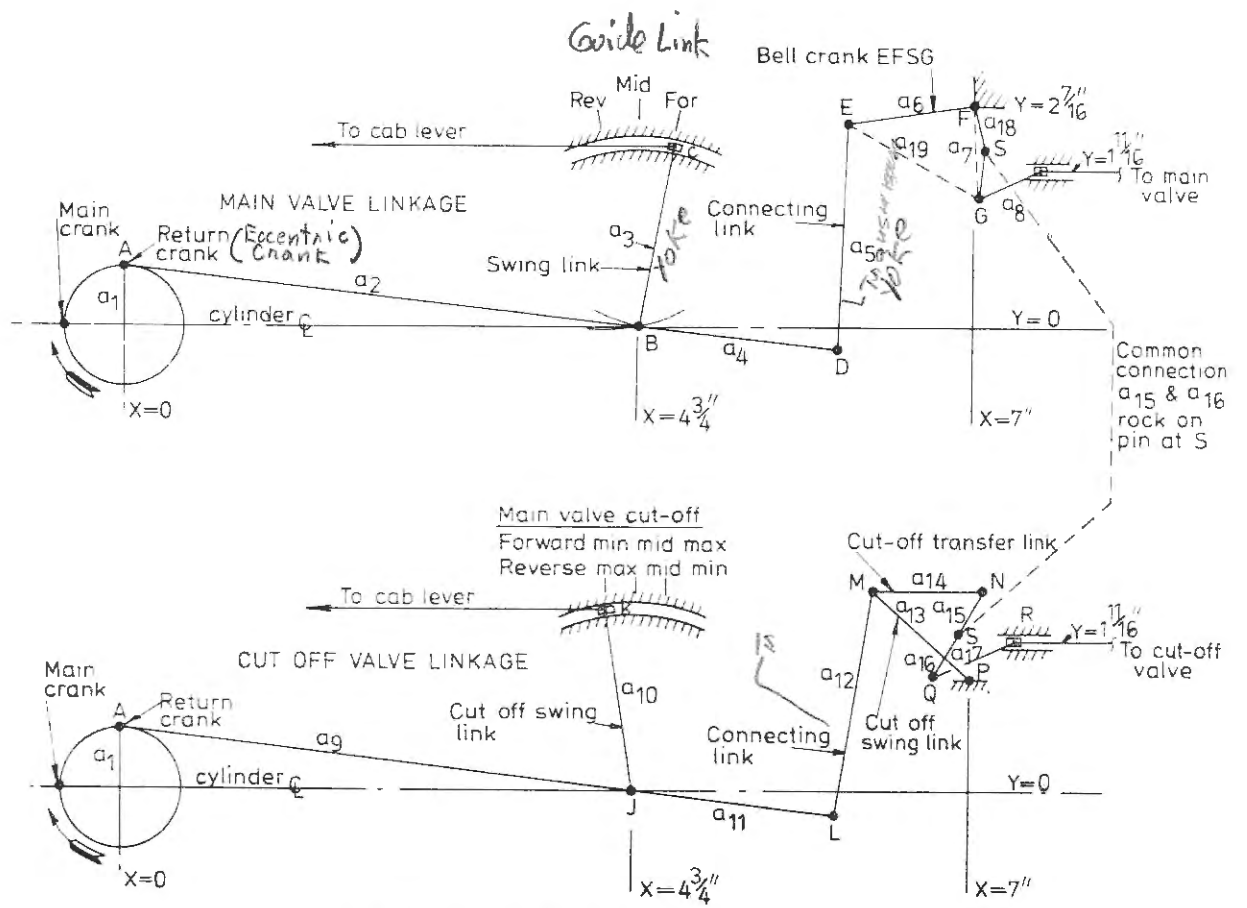 Guide Link
Bell crank EFSG
Mid
Rev
For
To cab lever
C
E
a6
F
Y=2 7/16"
a18
a19
a7
S
Y=1 11/16"
To main
valve
G
a8
MAIN VALVE LINKAGE
Main
crank
A
Return
crank
(Eccentric
Crank)
a1
a2
a3
Yoke
Swing link
Connecting
link
a5
Yoke
cylinder ℄
Y=0
B
a4
D
X=0
X=4 3/4"
X=7"
Common
connection
a15 & a16
rock on
pin at S
Main valve cut-off
Forward min mid max
Reverse max mid min
Cut-off transfer link
To cab lever
K
M
a14
N
a13
a15
S
R
Y=1 11/16"
To cut-off
valve
a16
a17
Q
P
CUT OFF VALVE LINKAGE
Main
crank
A
Return
crank
a1
a9
a10
Cut off swing
link
a12
Connecting
link
Cut off
swing link
cylinder ℄
Y=0
J
a11
L
X=0
X=4 3/4"
X=7"